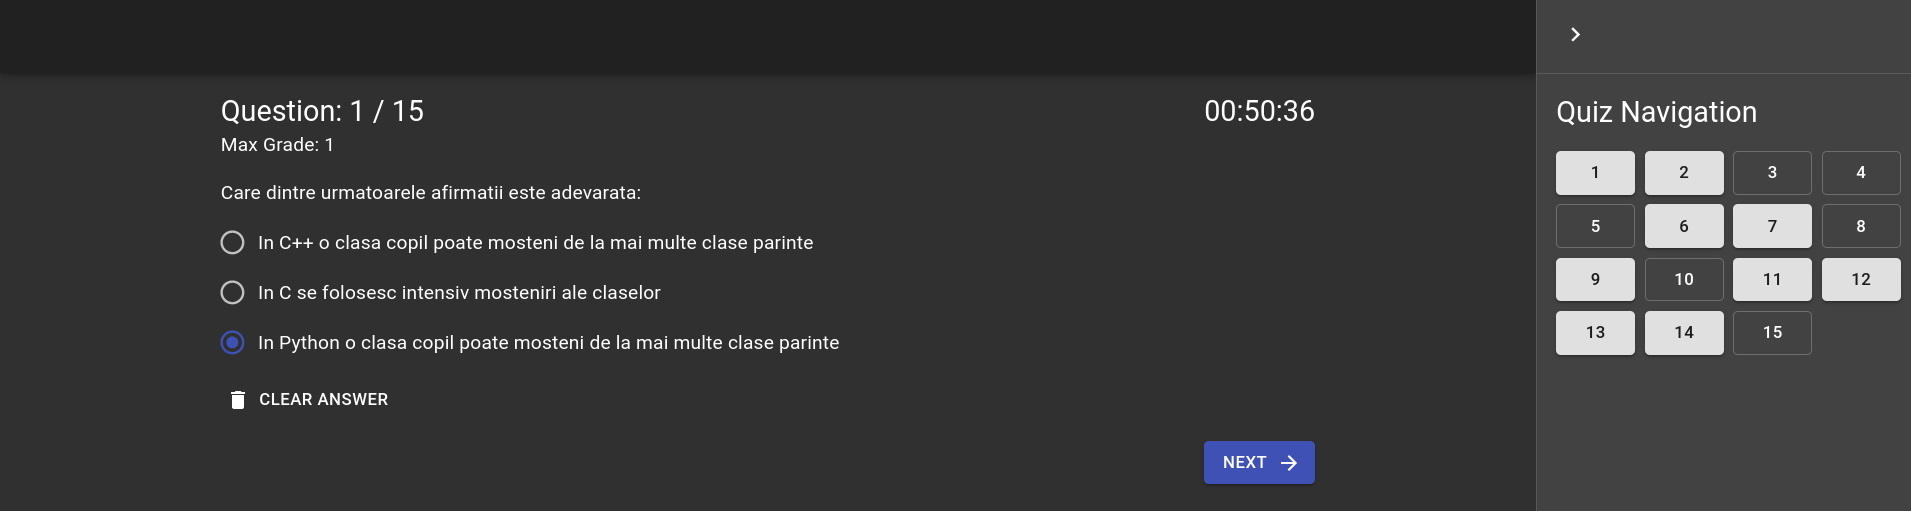 Question: 1 / 15
00:50:36
Max Grade: 1
Care dintre urmatoarele afirmatii este adevarata:
In C++ o clasa copil poate mosteni de la mai multe clase parinte
In C se folosesc intensiv mosteniri ale claselor
In Python o clasa copil poate mosteni de la mai multe clase parinte
CLEAR ANSWER
NEXT
Quiz Navigation
1 2 3 4
5 6 7 8
9 10 11 12
13 14 15